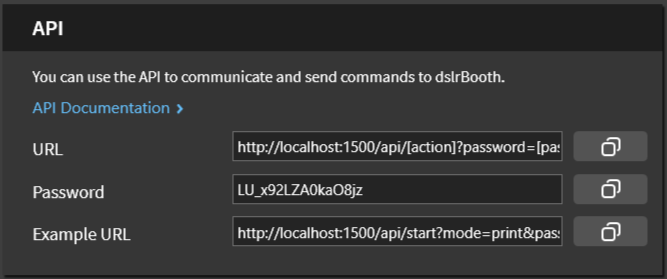 API
You can use the API to communicate and send commands to dslrBooth.
API Documentation >
URL http://localhost:1500/api/[action]?password=[pas
Password LU_x92LZA0kaO8jz
Example URL http://localhost:1500/api/start?mode=print&pass